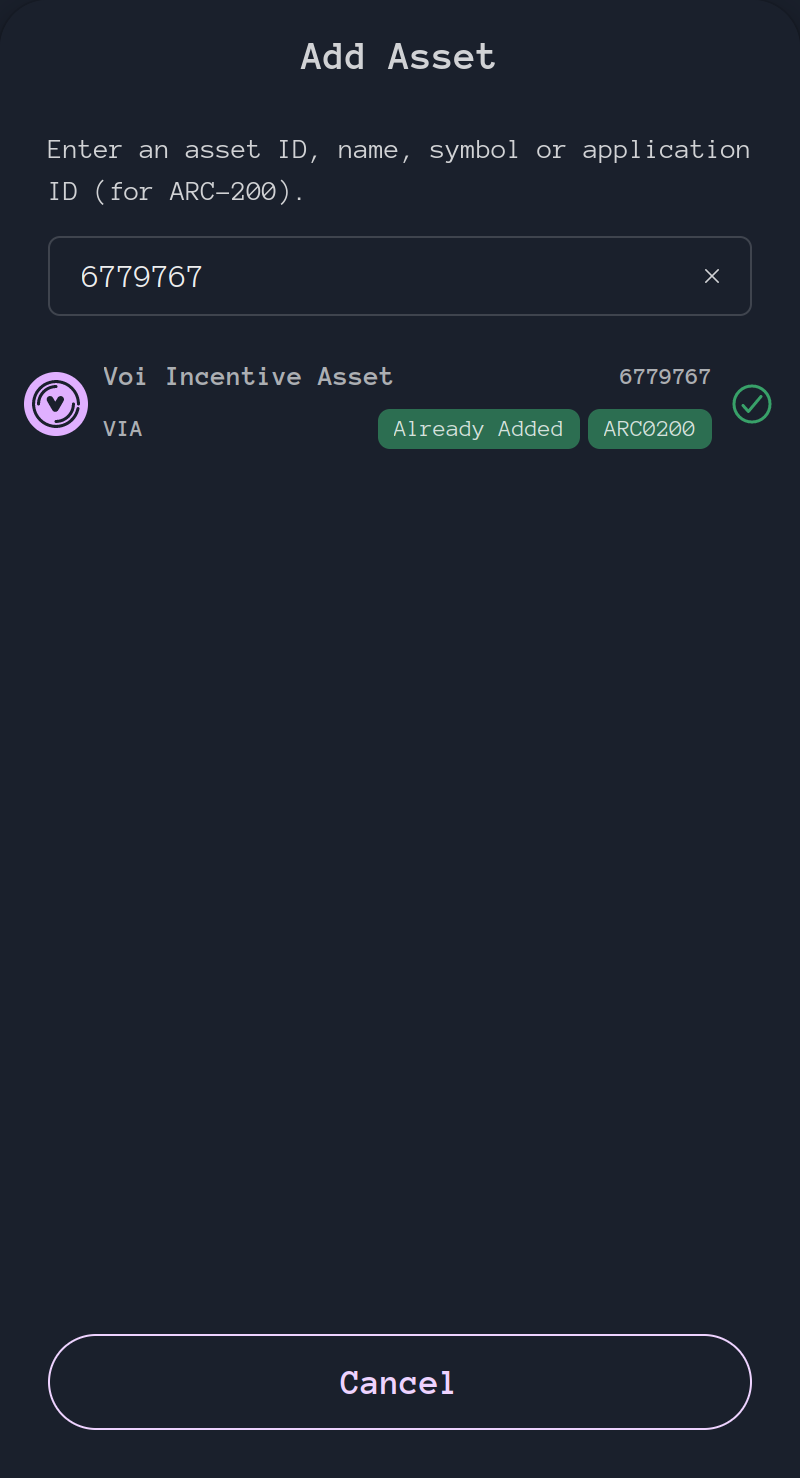 Add Asset
Enter an asset ID, name, symbol or application
ID (for ARC-200).
6779767
Voi Incentive Asset 6779767
VIA Already Added ARC0200
Cancel